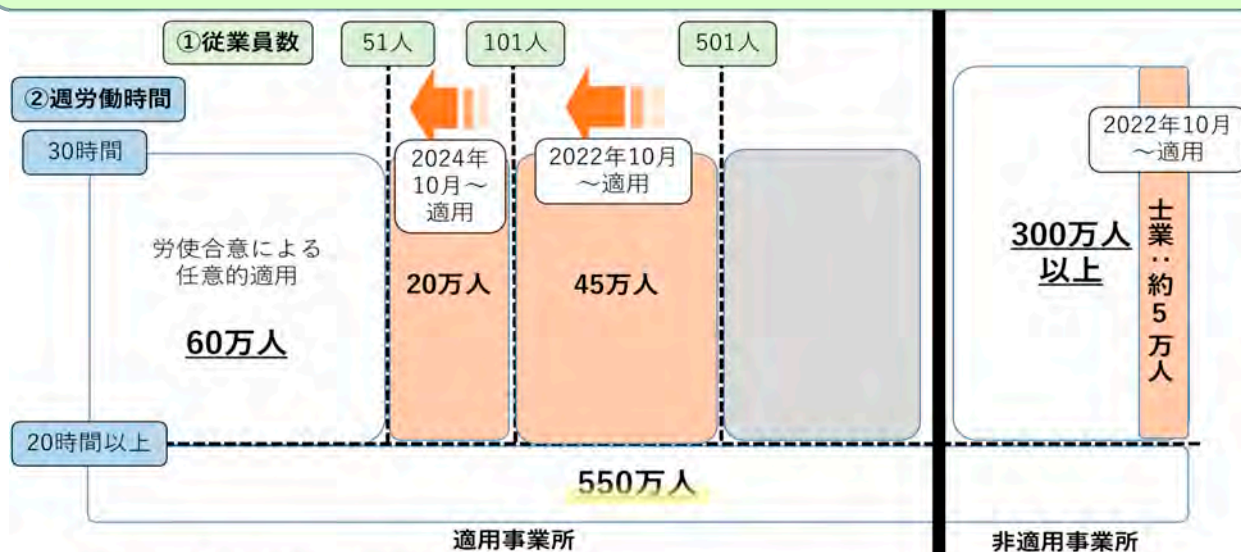 ①従業員数
51人
101人
501人
②週労働時間
30時間
2024年
10月～
適用
2022年10月
～適用
2022年10月
～適用
労使合意による
任意的適用
60万人
20万人
45万人
300万人
以上
士業：約5万人
20時間以上
550万人
適用事業所
非適用事業所